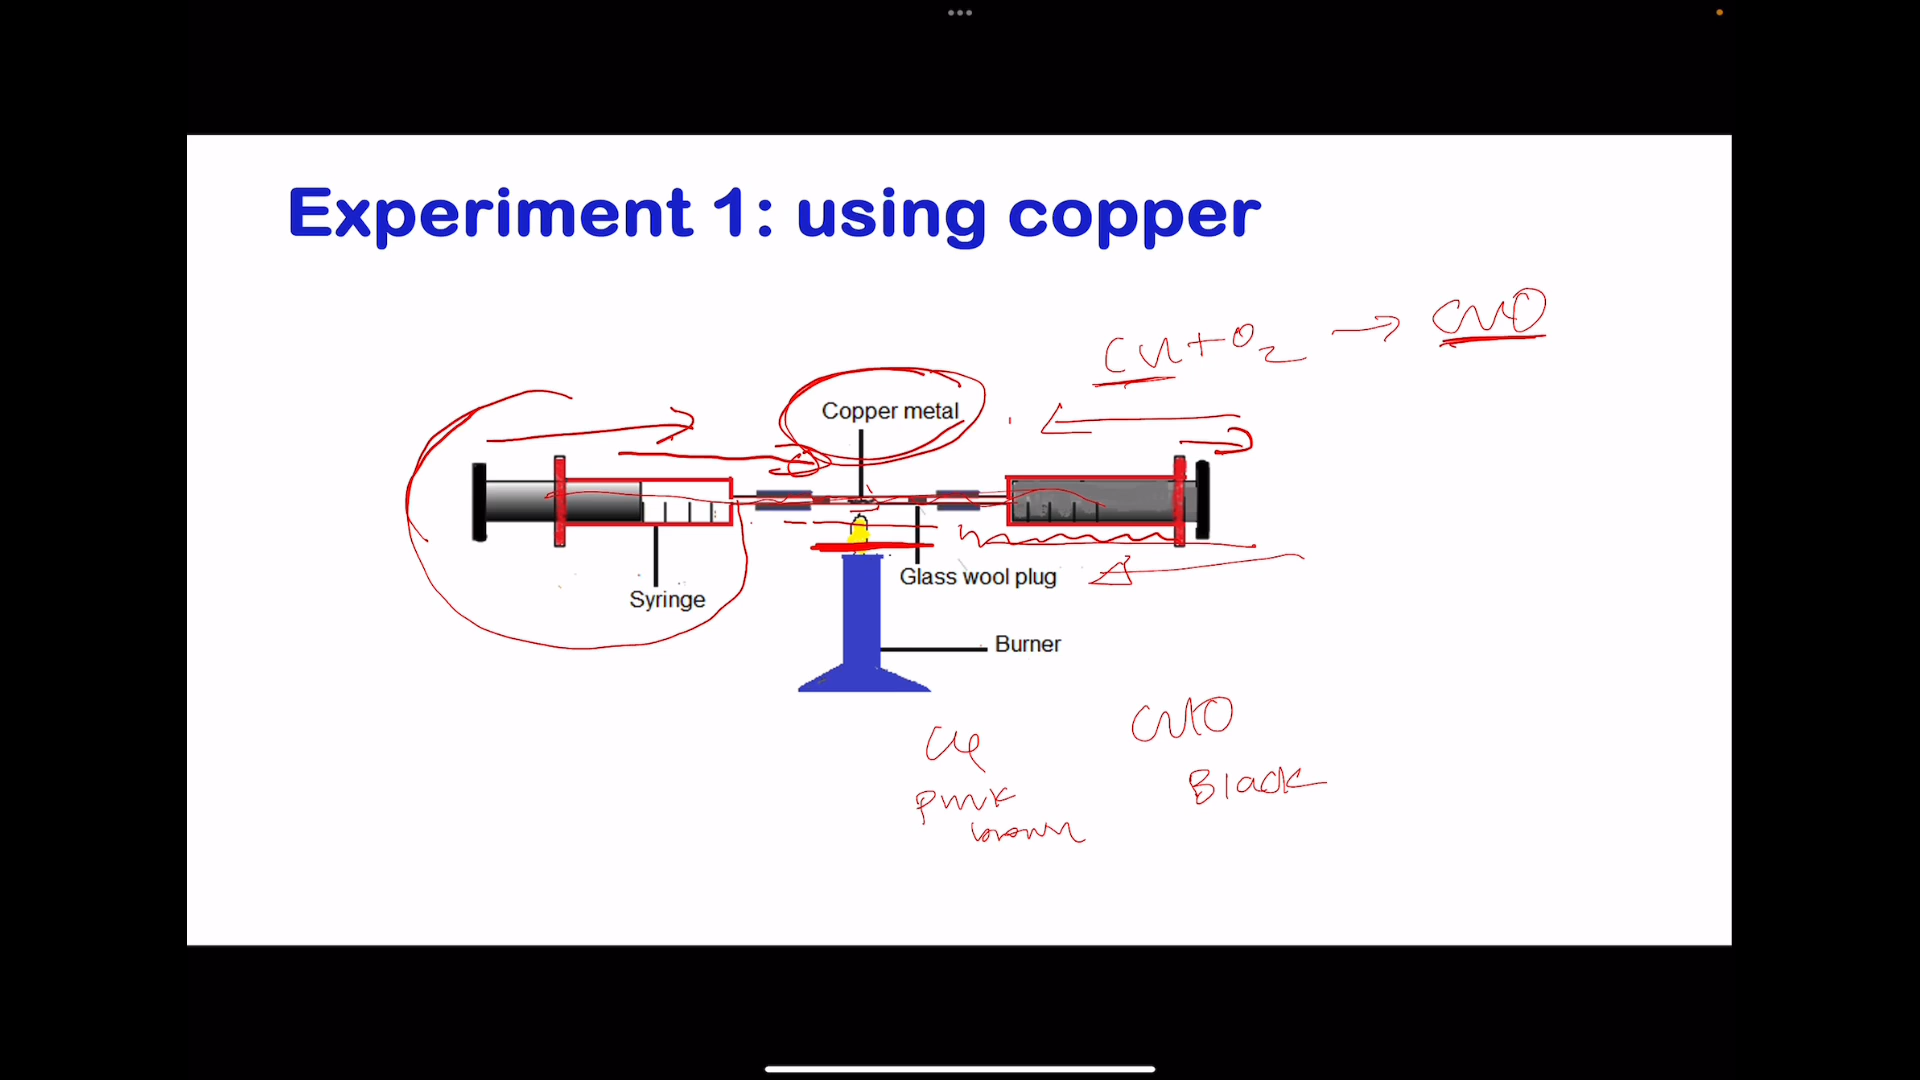 Experiment 1: using copper
Cu + O2 → CuO
Copper metal
Glass wool plug
Syringe
Burner
Cu
CuO
pink
Black
brown